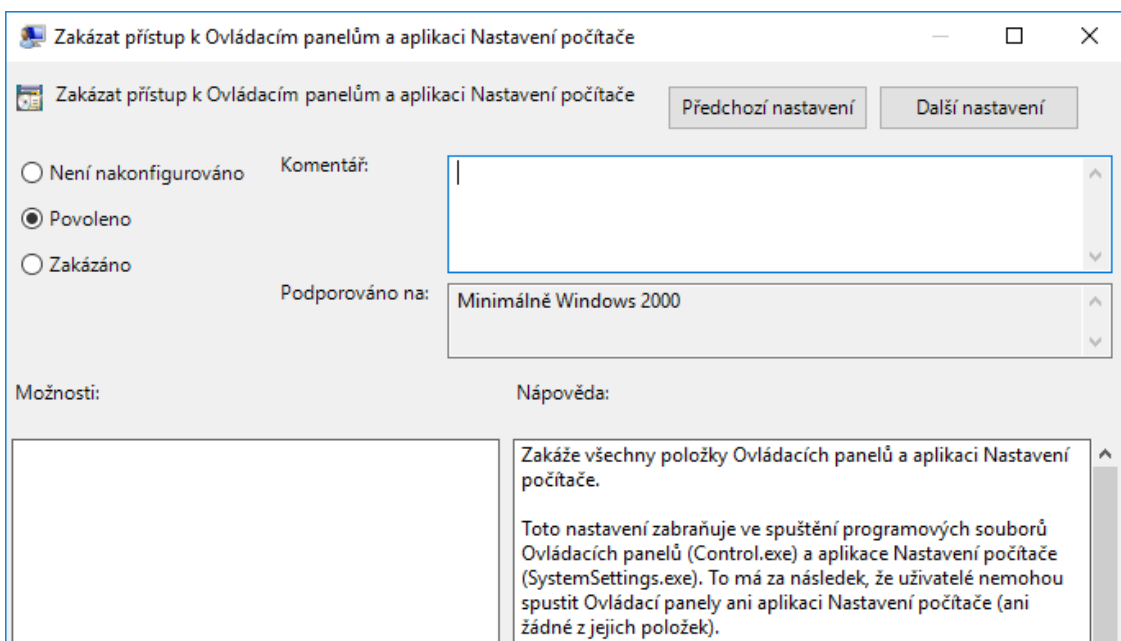 Zakázat přístup k Ovládacím panelům a aplikaci Nastavení počítače
Zakázat přístup k Ovládacím panelům a aplikaci Nastavení počítače
Předchozí nastavení
Další nastavení
Není nakonfigurováno
Komentář:
Povoleno
Zakázáno
Podporováno na:
Minimálně Windows 2000
Možnosti:
Nápověda:
Zakáže všechny položky Ovládacích panelů a aplikaci Nastavení
počítače.
Toto nastavení zabraňuje ve spuštění programových souborů
Ovládacích panelů (Control.exe) a aplikace Nastavení počítače
(SystemSettings.exe). To má za následek, že uživatelé nemohou
spustit Ovládací panely ani aplikaci Nastavení počítače (ani
žádné z jejich položek).